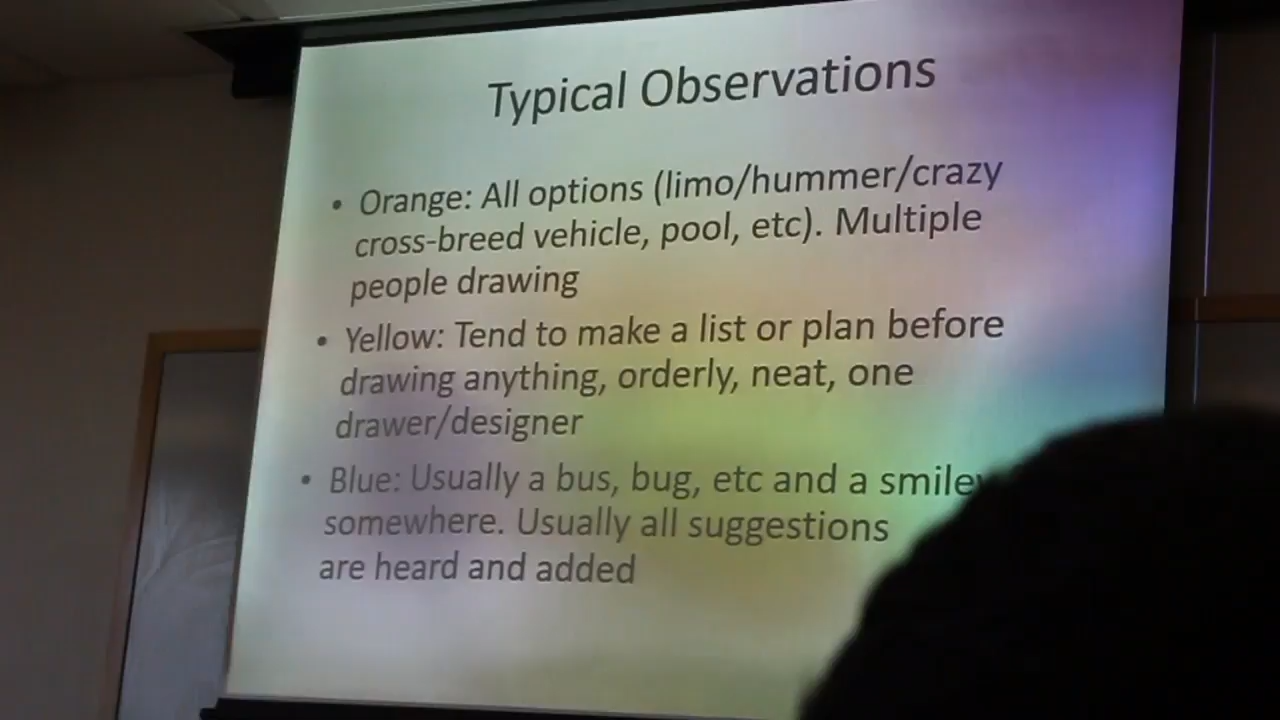 Typical Observations
• Orange: All options (limo/hummer/crazy
cross-breed vehicle, pool, etc). Multiple
people drawing
• Yellow: Tend to make a list or plan before
drawing anything, orderly, neat, one
drawer/designer
• Blue: Usually a bus, bug, etc and a smiley
somewhere. Usually all suggestions
are heard and added